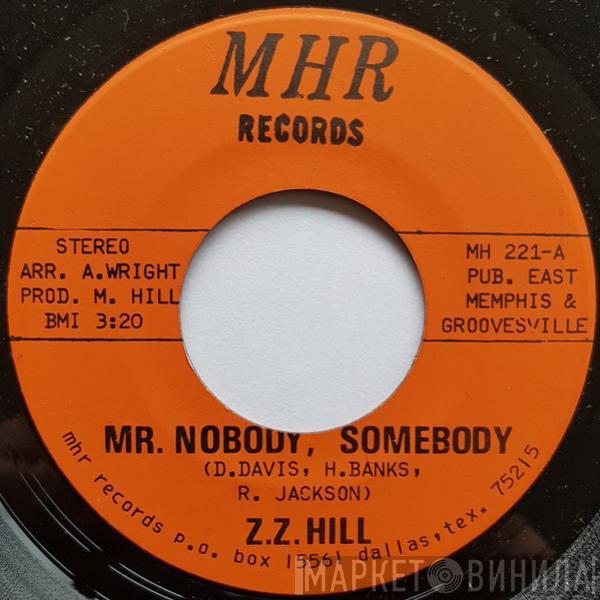 MHR
RECORDS
STEREO
ARR. A.WRIGHT
PROD. M. HILL
BMI 3:20
MH 221-A
PUB. EAST
MEMPHIS &
GROOVESVILLE
MR. NOBODY, SOMEBODY
(D.DAVIS, H.BANKS,
R. JACKSON)
Z.Z. HILL
mhr records p.o. box 15561 dallas, tex. 75215
МАРКЕТ ВИНИЛА